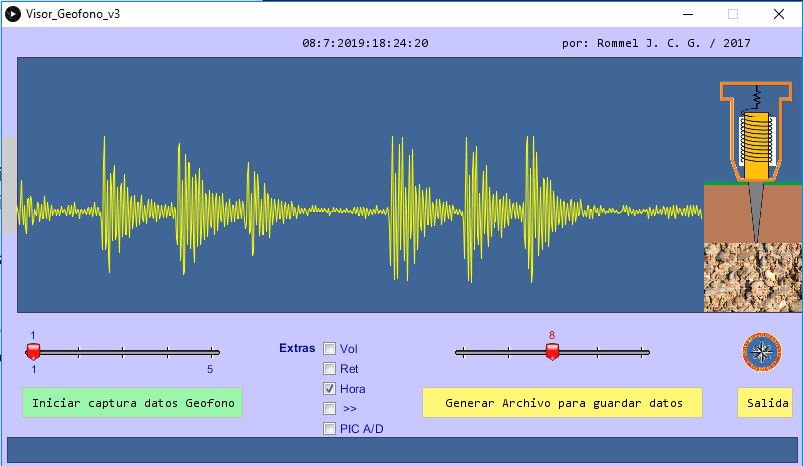 Visor_Geofono_v3
08:7:2019:18:24:20
por: Rommel J. C. G. / 2017
1
8
Extras
Vol
1
5
Ret
Hora
Iniciar captura datos Geofono
>>
Generar Archivo para guardar datos
Salida
PIC A/D